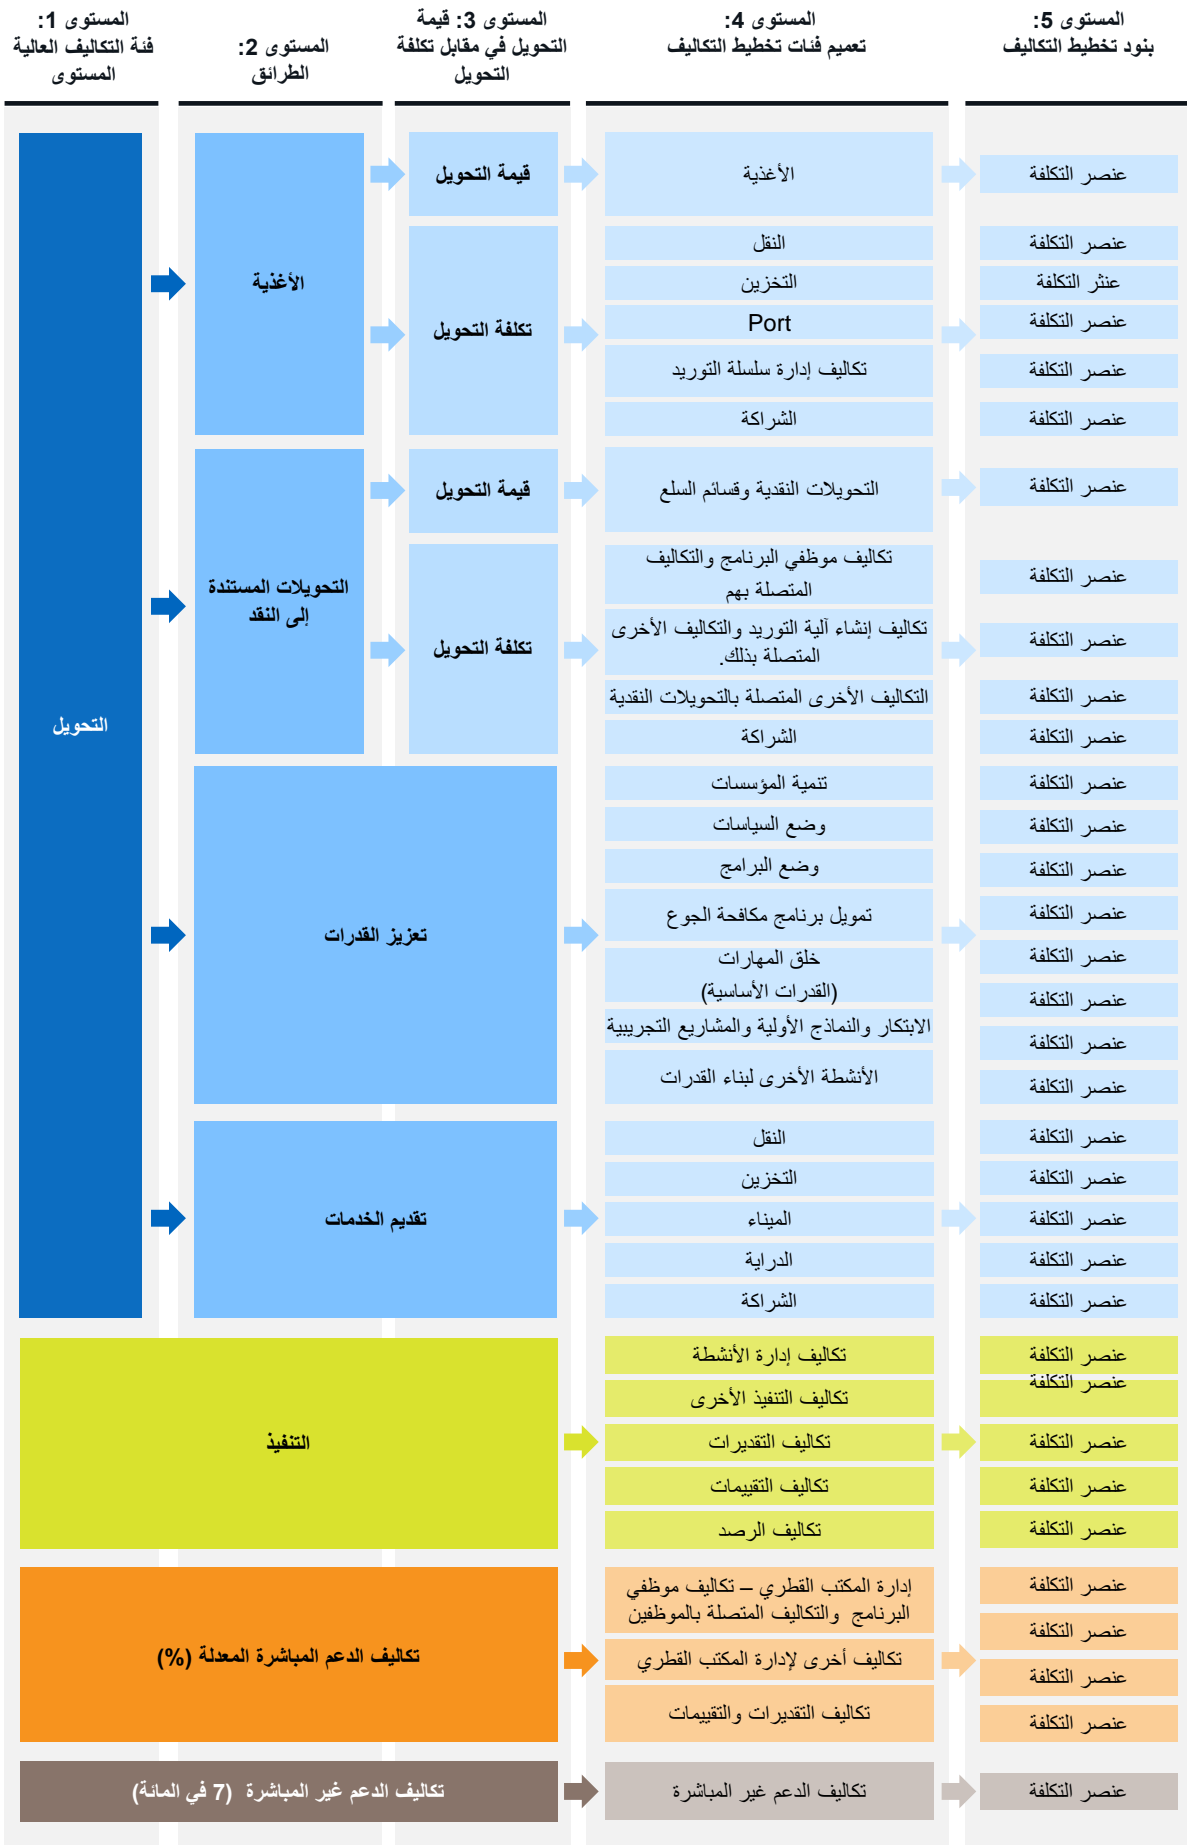 المستوى 1:
فئة التكاليف العالية
المستوى
المستوى 2:
الطرائق
المستوى 3: قيمة
التحويل في مقابل تكلفة
التحويل
المستوى 4:
تعميم فئات تخطيط التكاليف
المستوى 5:
بنود تخطيط التكاليف
التحويل
الأغذية
قيمة التحويل
الأغذية
عنصر التكلفة
تكلفة التحويل
النقل
عنصر التكلفة
التخزين
عنثر التكلفة
Port
عنصر التكلفة
تكاليف إدارة سلسلة التوريد
عنصر التكلفة
الشراكة
عنصر التكلفة
التحويلات المستندة
إلى النقد
قيمة التحويل
التحويلات النقدية وقسائم السلع
عنصر التكلفة
تكلفة التحويل
تكاليف موظفي البرنامج والتكاليف
المتصلة بهم
عنصر التكلفة
تكاليف إنشاء آلية التوريد والتكاليف الأخرى
المتصلة بذلك.
عنصر التكلفة
التكاليف الأخرى المتصلة بالتحويلات النقدية
عنصر التكلفة
الشراكة
عنصر التكلفة
تعزيز القدرات
تنمية المؤسسات
عنصر التكلفة
وضع السياسات
عنصر التكلفة
وضع البرامج
عنصر التكلفة
تمويل برنامج مكافحة الجوع
عنصر التكلفة
خلق المهارات
(القدرات الأساسية)
عنصر التكلفة
عنصر التكلفة
الابتكار والنماذج الأولية والمشاريع التجريبية
عنصر التكلفة
الأنشطة الأخرى لبناء القدرات
عنصر التكلفة
تقديم الخدمات
النقل
عنصر التكلفة
التخزين
عنصر التكلفة
الميناء
عنصر التكلفة
الدراية
عنصر التكلفة
الشراكة
عنصر التكلفة
التنفيذ
تكاليف إدارة الأنشطة
عنصر التكلفة
تكاليف التنفيذ الأخرى
عنصر التكلفة
تكاليف التقديرات
عنصر التكلفة
تكاليف التقييمات
عنصر التكلفة
تكاليف الرصد
عنصر التكلفة
تكاليف الدعم المباشرة المعدلة (%)
إدارة المكتب القطري – تكاليف موظفي
البرنامج والتكاليف المتصلة بالموظفين
عنصر التكلفة
عنصر التكلفة
تكاليف أخرى لإدارة المكتب القطري
عنصر التكلفة
تكاليف التقديرات والتقييمات
عنصر التكلفة
تكاليف الدعم غير المباشرة (7 في المائة)
تكاليف الدعم غير المباشرة
عنصر التكلفة